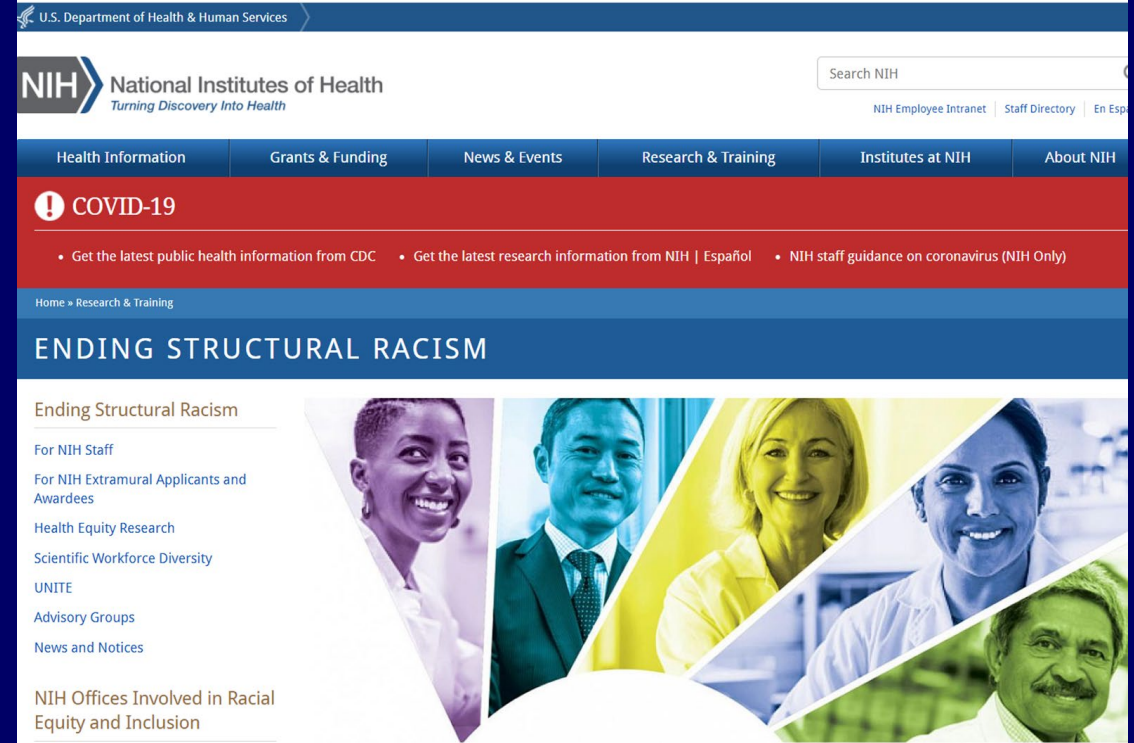 U.S. Department of Health & Human Services
NIH
National Institutes of Health
Turning Discovery Into Health
Search NIH
NIH Employee Intranet
Staff Directory
En Espa
Health Information
Grants & Funding
News & Events
Research & Training
Institutes at NIH
About NIH
! COVID-19
• Get the latest public health information from CDC
• Get the latest research information from NIH | Español
• NIH staff guidance on coronavirus (NIH Only)
Home » Research & Training
ENDING STRUCTURAL RACISM
Ending Structural Racism
For NIH Staff
For NIH Extramural Applicants and
Awardees
Health Equity Research
Scientific Workforce Diversity
UNITE
Advisory Groups
News and Notices
NIH Offices Involved in Racial
Equity and Inclusion